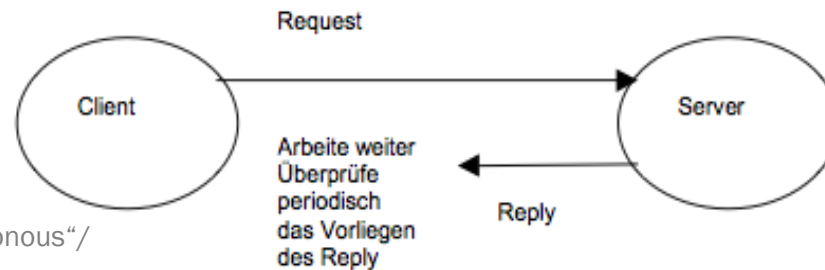 Request
Client
Server
Arbeite weiter
Überprüfe
periodisch
das Vorliegen
des Reply
Reply
onous“/